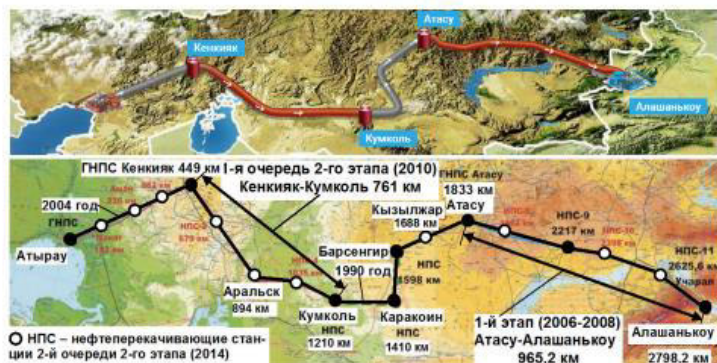 Кенкияк
Атасу
Кумколь
Алашанькоу
ГНПС Кенкияк 449 км
1-я очередь 2-го этапа (2010)
Кенкияк-Кумколь 761 км
ГНПС Атасу
1833 км
Атасу
2004 год
ГНПС
Атырау
Кызылжар
1688 км
НПС-9
2217 км
НПС-11
2625,6 км
Учарал
Барсенгир
1990 год
НПС
1598 км
Аральск
894 км
Кумколь
НПС
1210 км
Каракоин
НПС
1410 км
1-й этап (2006-2008)
Атасу-Алашанькоу
965,2 км
Алашанькоу
2798,2 км
НПС – нефтеперекачивающие стан-
ции 2-й очереди 2-го этапа (2014)